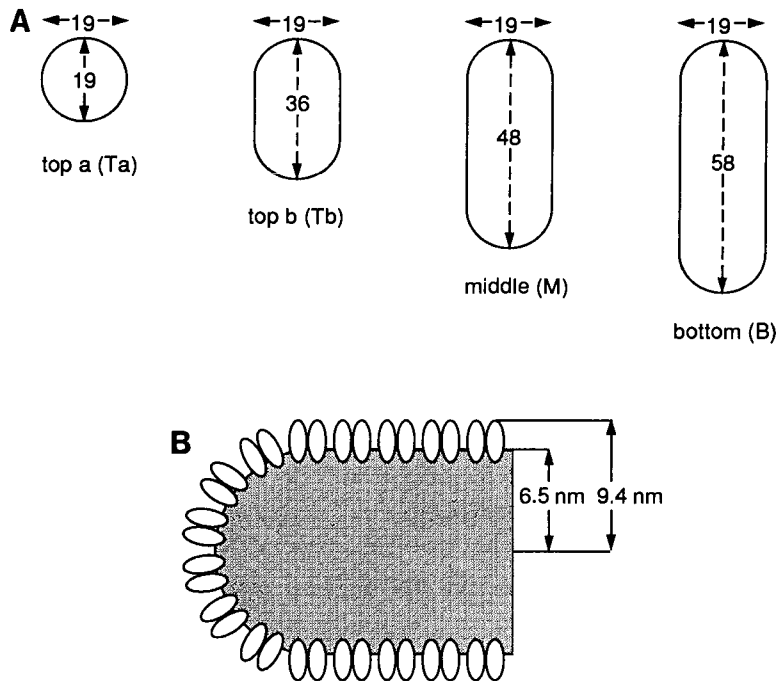 A
19
19
19
19
19
36
48
58
top a (Ta)
top b (Tb)
middle (M)
bottom (B)
B
6.5 nm
9.4 nm